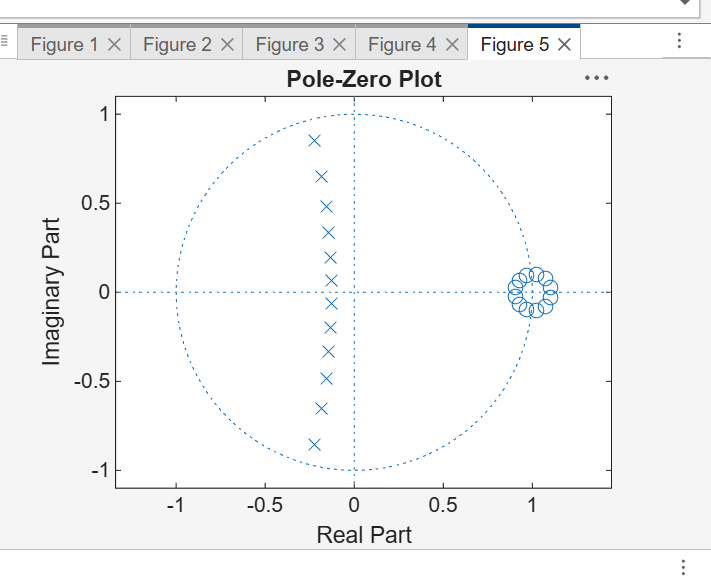 Figure 1 Figure 2 Figure 3 Figure 4 Figure 5
Pole-Zero Plot
1
0.5
0
-0.5
-1
Imaginary Part
-1 -0.5 0 0.5 1
Real Part